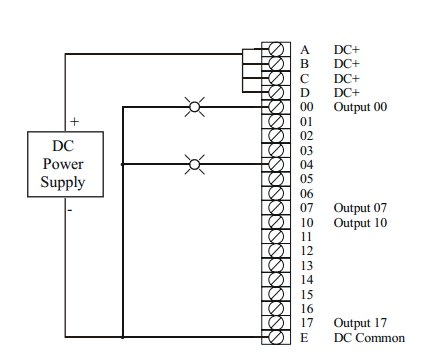 A DC+
B DC+
C DC+
D DC+
00 Output 00
01
02
03
04
05
06
07 Output 07
10 Output 10
11
12
13
14
15
16
17 Output 17
E DC Common
+
DC
Power
Supply
-